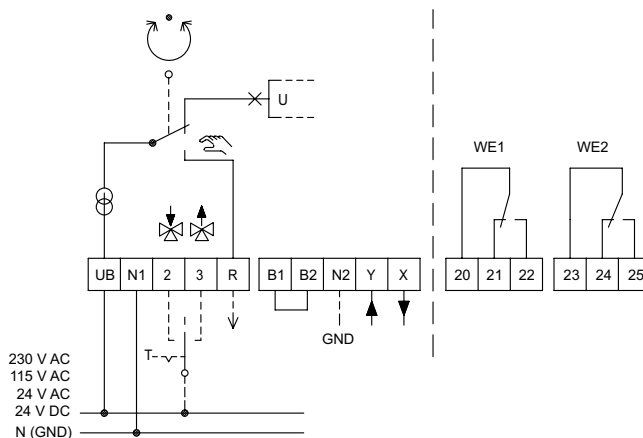 U
WE1 WE2
UB N1 2 3 R B1 B2 N2 Y X 20 21 22 23 24 25
GND
T
230 V AC
115 V AC
24 V AC
24 V DC
N (GND)